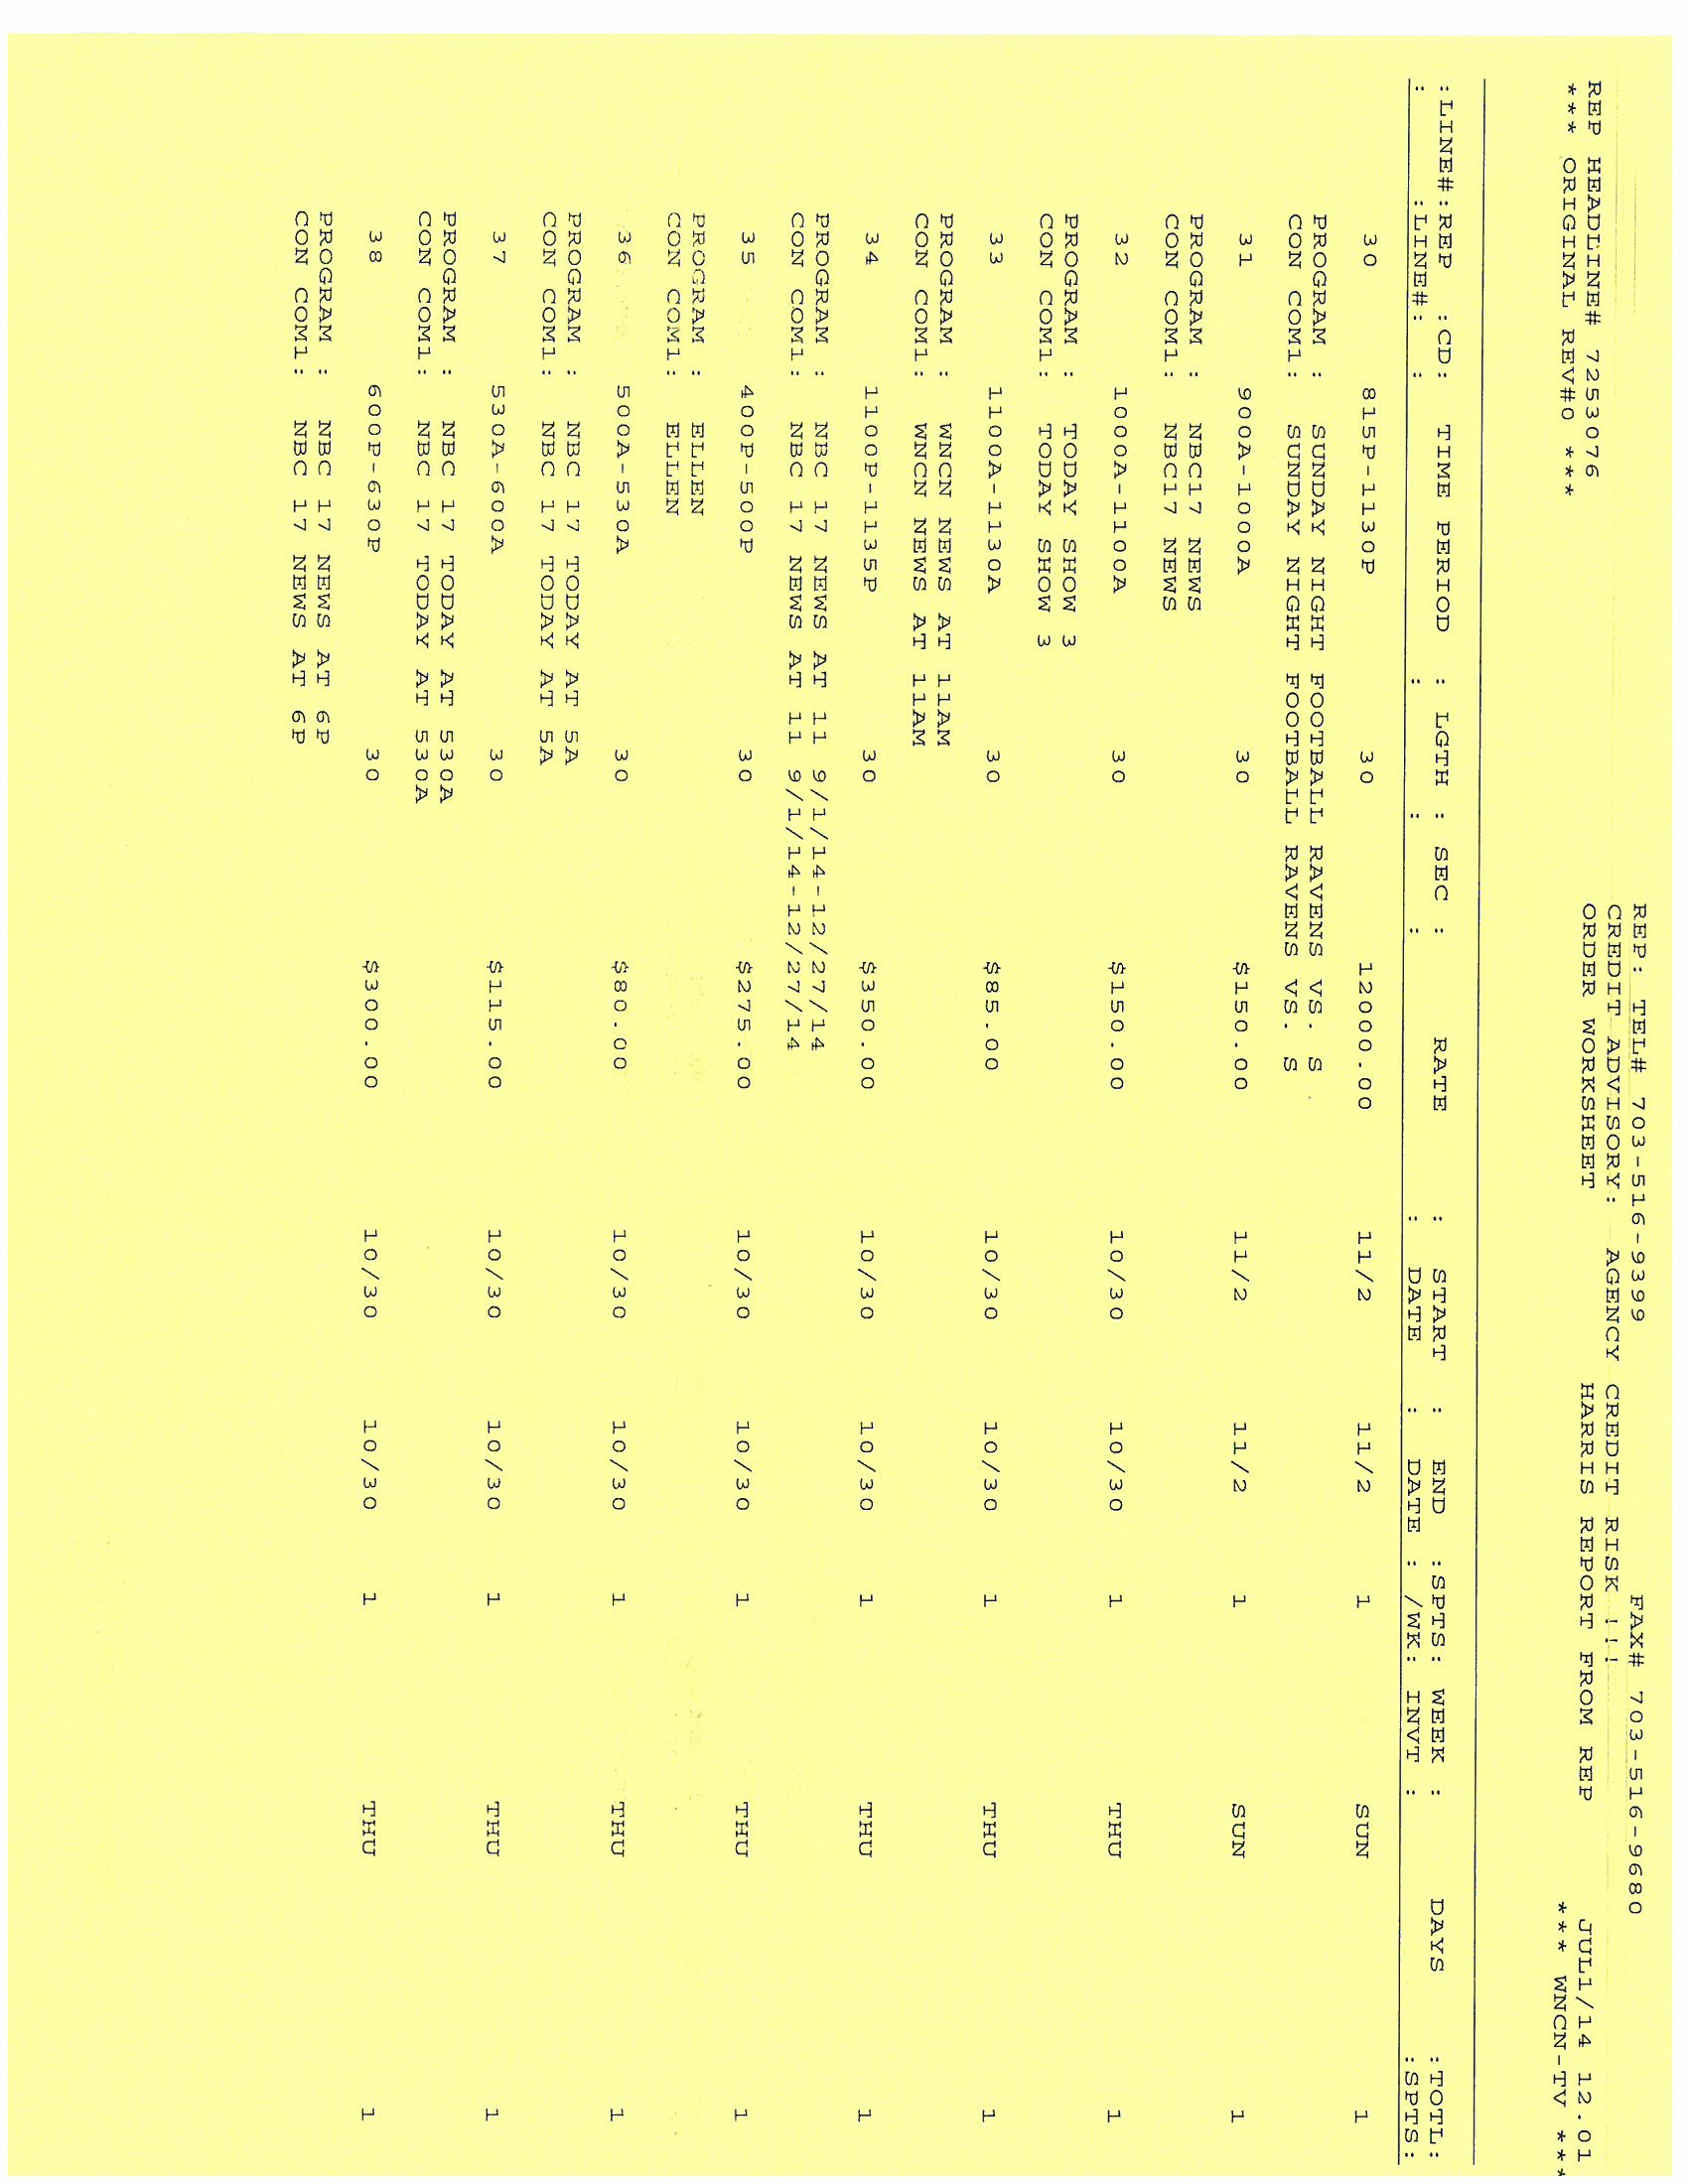 REP: TEL# 703-516-9399 FAX# 703-516-9680
CREDIT ADVISORY: AGENCY CREDIT RISK !!!
REP HEADLINE# 7253076 ORDER WORKSHEET HARRIS REPORT FROM REP JUL1/14 12.01
*** ORIGINAL REV#0 *** *** WNCN-TV ***
:LINE#:REP :CD: TIME PERIOD : LGTH : SEC : RATE : START : END :SPTS: WEEK : DAYS :TOTL:
: :LINE#: : : : : : DATE : DATE : /WK: INVT : :SPTS:
30 815P-1130P 30 12000.00 11/2 11/2 1 SUN 1
PROGRAM : SUNDAY NIGHT FOOTBALL RAVENS VS. S
CON COM1: SUNDAY NIGHT FOOTBALL RAVENS VS. S
31 900A-1000A 30 $150.00 11/2 11/2 1 SUN 1
PROGRAM : NBC17 NEWS
CON COM1: NBC17 NEWS
32 1000A-1100A 30 $150.00 10/30 10/30 1 THU 1
PROGRAM : TODAY SHOW 3
CON COM1: TODAY SHOW 3
33 1100A-1130A 30 $85.00 10/30 10/30 1 THU 1
PROGRAM : WNCN NEWS AT 11AM
CON COM1: WNCN NEWS AT 11AM
34 1100P-1135P 30 $350.00 10/30 10/30 1 THU 1
PROGRAM : NBC 17 NEWS AT 11 9/1/14-12/27/14
CON COM1: NBC 17 NEWS AT 11 9/1/14-12/27/14
35 400P-500P 30 $275.00 10/30 10/30 1 THU 1
PROGRAM : ELLEN
CON COM1: ELLEN
36 500A-530A 30 $80.00 10/30 10/30 1 THU 1
PROGRAM : NBC 17 TODAY AT 5A
CON COM1: NBC 17 TODAY AT 5A
37 530A-600A 30 $115.00 10/30 10/30 1 THU 1
PROGRAM : NBC 17 TODAY AT 530A
CON COM1: NBC 17 TODAY AT 530A
38 600P-630P 30 $300.00 10/30 10/30 1 THU 1
PROGRAM : NBC 17 NEWS AT 6P
CON COM1: NBC 17 NEWS AT 6P